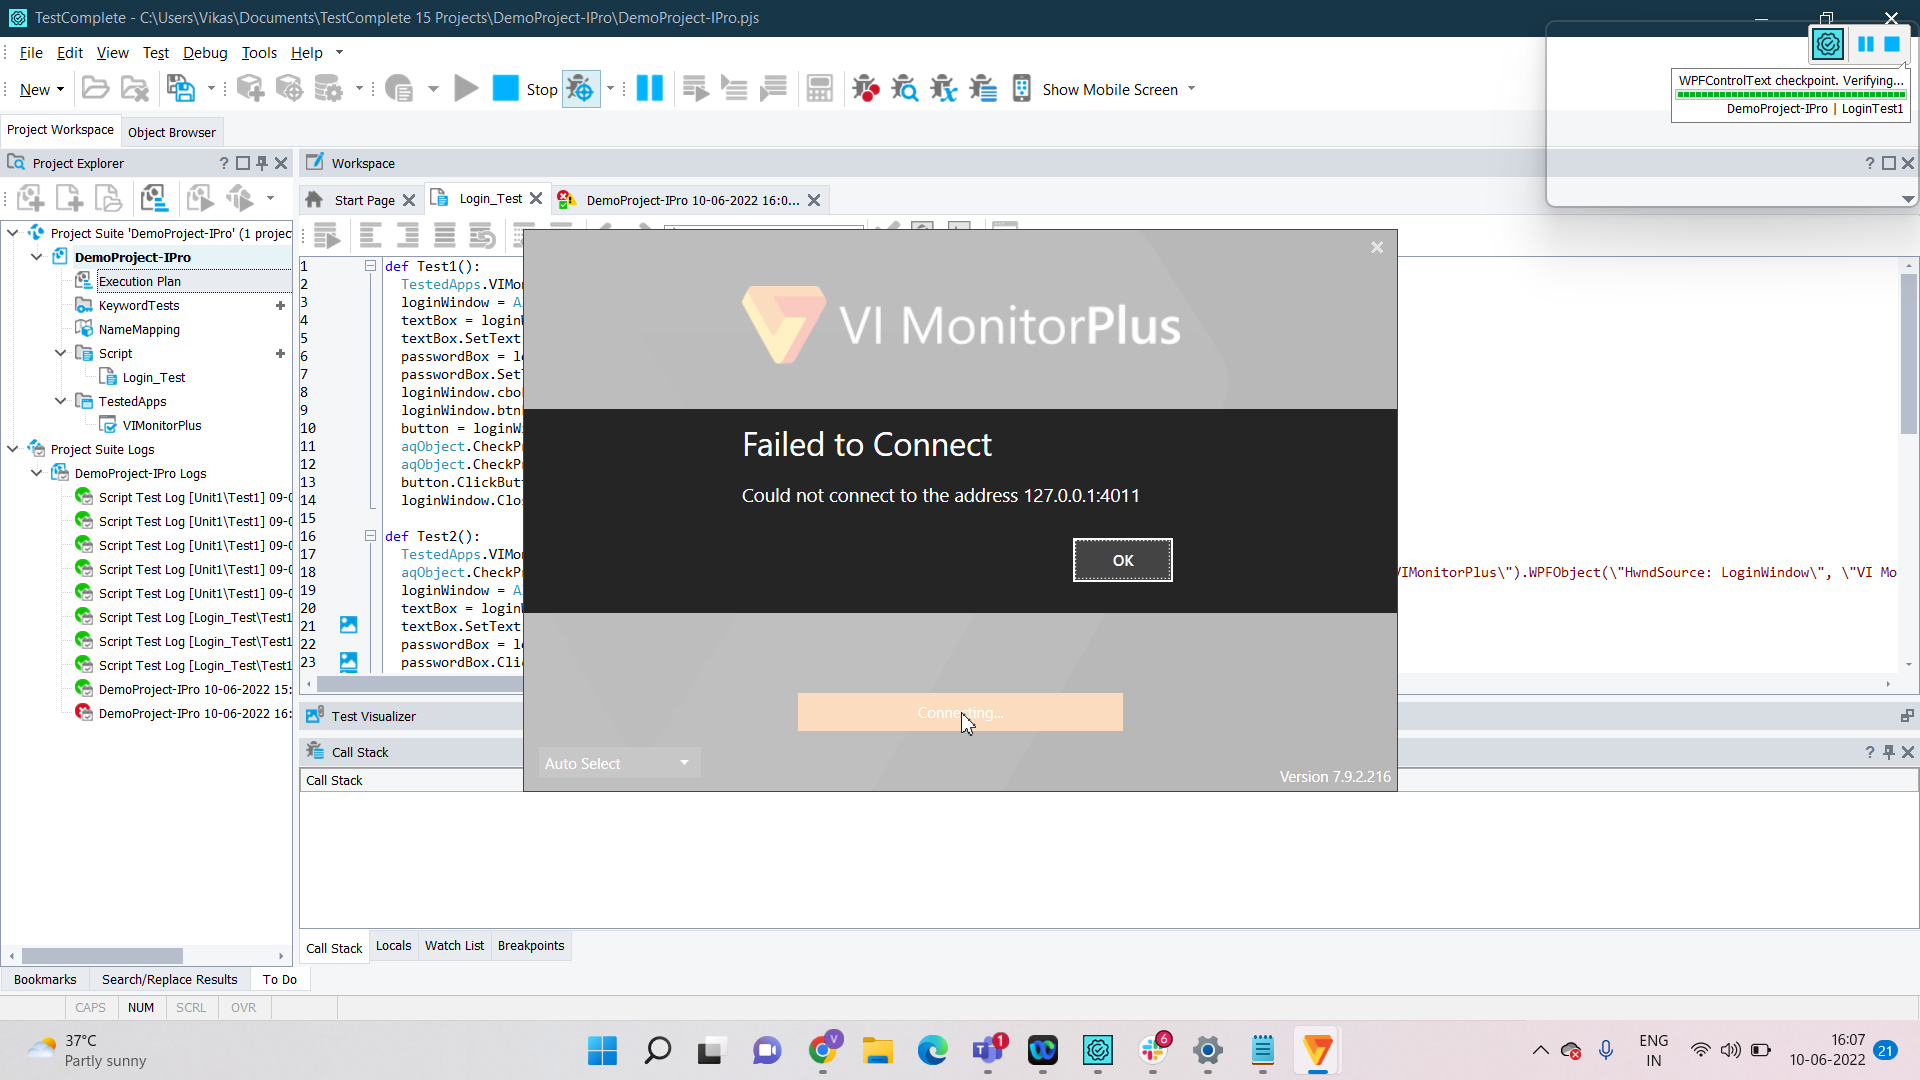 TestComplete - C:\Users\Vikas\Documents\TestComplete 15 Projects\DemoProject-IPro\DemoProject-IPro.pjs
File Edit View Test Debug Tools Help
New Stop Show Mobile Screen
WPFControlText checkpoint. Verifying...
DemoProject-IPro | LoginTest1
Project Workspace Object Browser
Project Explorer
Workspace
Start Page Login_Test DemoProject-IPro 10-06-2022 16:0...
Project Suite 'DemoProject-IPro' (1 projec
DemoProject-IPro
Execution Plan
KeywordTests
NameMapping
Script
Login_Test
TestedApps
VIMonitorPlus
Project Suite Logs
DemoProject-IPro Logs
Script Test Log [Unit1\Test1] 09-0
Script Test Log [Unit1\Test1] 09-0
Script Test Log [Unit1\Test1] 09-0
Script Test Log [Unit1\Test1] 09-0
Script Test Log [Unit1\Test1] 09-0
Script Test Log [Login_Test\Test1
Script Test Log [Login_Test\Test1
Script Test Log [Login_Test\Test1
DemoProject-IPro 10-06-2022 15:
DemoProject-IPro 10-06-2022 16:
1 def Test1():
2 TestedApps.VIMo
3 loginWindow = A
4 textBox = login
5 textBox.SetText
6 passwordBox = l
7 passwordBox.Set
8 loginWindow.cbo
9 loginWindow.btn
10 button = loginW
11 aqObject.CheckP
12 aqObject.CheckP
13 button.ClickBut
14 loginWindow.Clo
15
16 def Test2():
17 TestedApps.VIMo
18 aqObject.CheckP
19 loginWindow = A
20 textBox = login
21 textBox.SetText
22 passwordBox = l
23 passwordBox.Cli
/IMonitorPlus\").WPFObject(\"HwndSource: LoginWindow\", \"VI Mo
VI MonitorPlus
Failed to Connect
Could not connect to the address 127.0.0.1:4011
OK
Connecting...
Auto Select
Version 7.9.2.216
Test Visualizer
Call Stack
Call Stack
Call Stack Locals Watch List Breakpoints
Bookmarks Search/Replace Results To Do
CAPS NUM SCRL OVR
37°C
Partly sunny
V
1
6
ENG
IN
16:07
10-06-2022
21